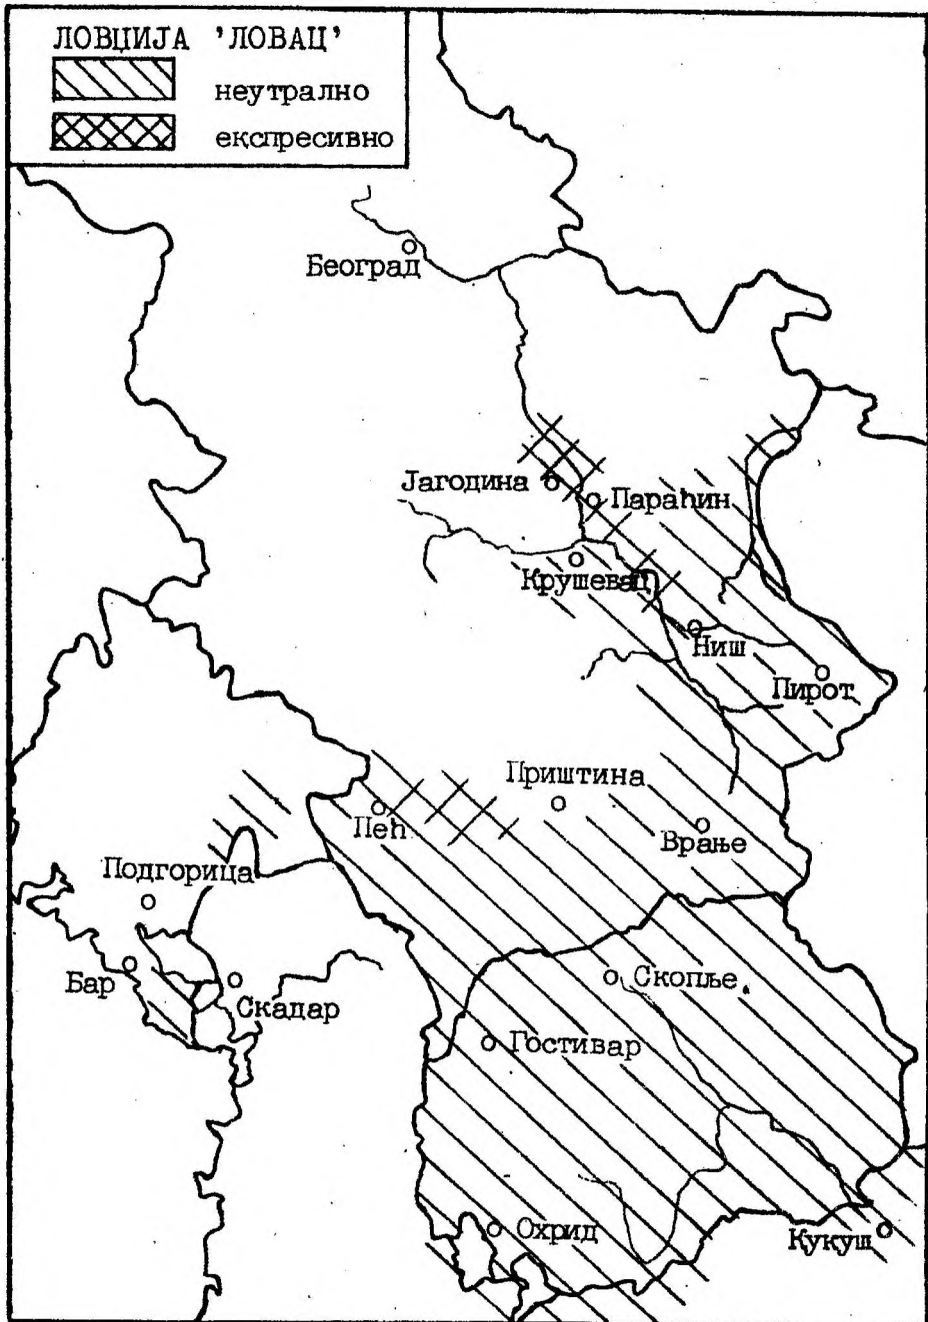 ЛОВЏИЈА 'ЛОВАЦ'
неутрално
експресивно
Београд
Јагодина
Параћин
Крушевац
Ниш
Пирот
Приштина
Пећ
Врање
Подгорица
Бар
Скадар
Скопље
Гостивар
Охрид
Кукуш